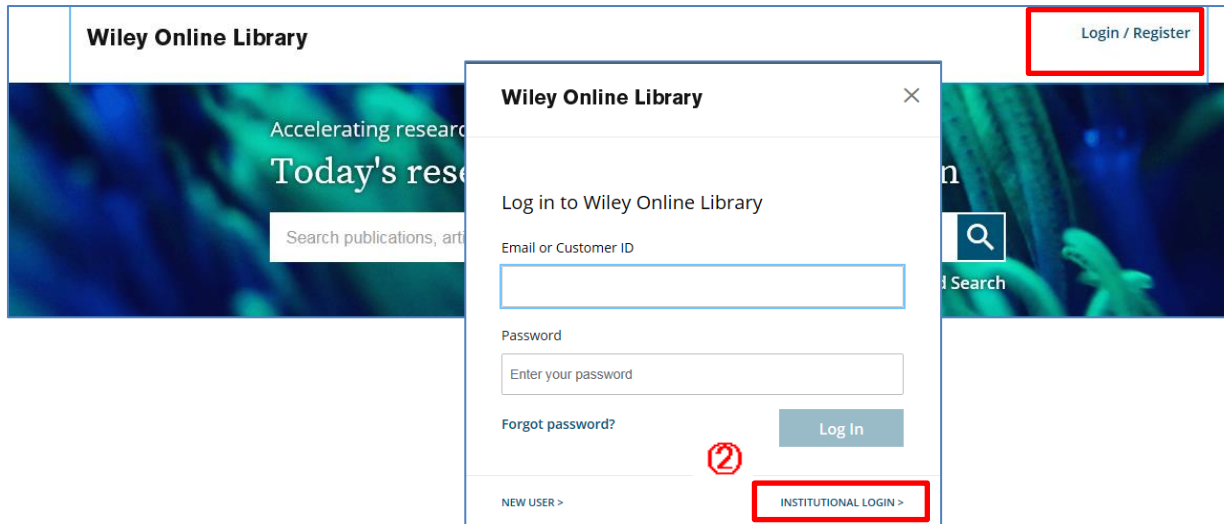 Wiley Online Library
Login / Register
Accelerating researc
Today's rese
n
Search publications, arti
d Search
Wiley Online Library
Log in to Wiley Online Library
Email or Customer ID
Password
Enter your password
Forgot password?
Log In
②
NEW USER >
INSTITUTIONAL LOGIN >